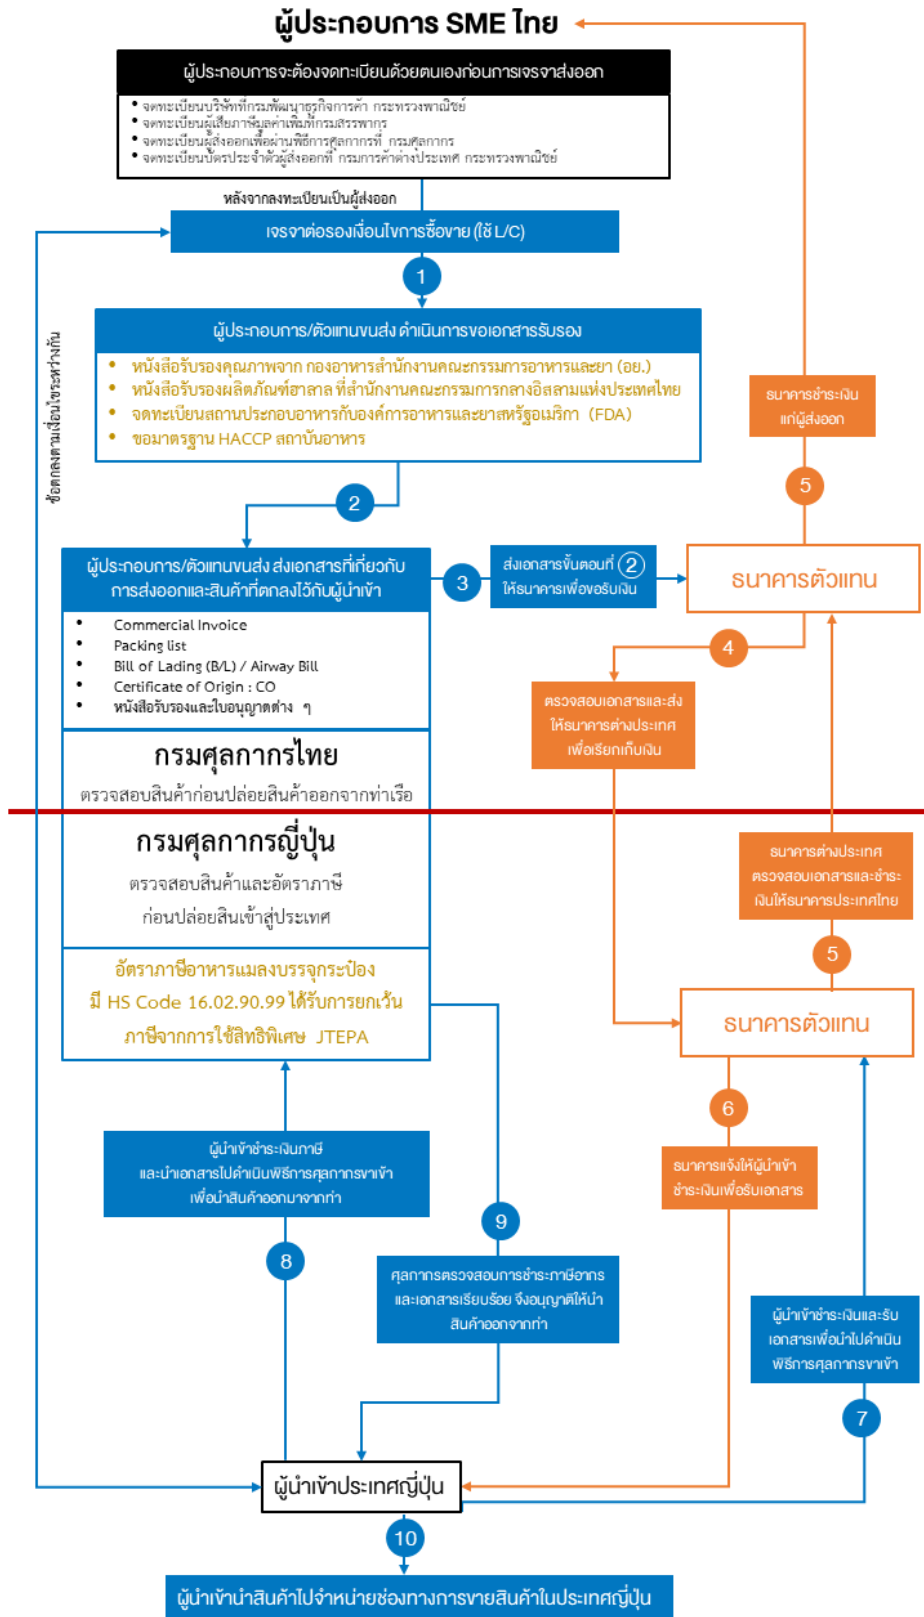 ผู้ประกอบการ SME ไทย
ผู้ประกอบการจะต้องจดทะเบียนด้วยตนเองก่อนการเจรจาส่งออก
• จดทะเบียนบริษัทที่กรมพัฒนาธุรกิจการค้า กระทรวงพาณิชย์
• จดทะเบียนผู้เสียภาษีมูลค่าเพิ่มที่กรมสรรพากร
• จดทะเบียนผู้ส่งออกเพื่อผ่านพิธีการศุลกากรที่ กรมศุลกากร
• จดทะเบียนบัตรประจำตัวผู้ส่งออกที่ กรมการค้าต่างประเทศ กระทรวงพาณิชย์
หลังจากลงทะเบียนเป็นผู้ส่งออก
เจรจาต่อรองเงื่อนไขการซื้อขาย (ใช้ L/C)
1
ผู้ประกอบการ/ตัวแทนขนส่ง ดำเนินการขอเอกสารรับรอง
• หนังสือรับรองคุณภาพจาก กองอาหารสำนักงานคณะกรรมการอาหารและยา (อย.)
• หนังสือรับรองผลิตภัณฑ์ฮาลาล ที่สำนักงานคณะกรรมการกลางอิสลามแห่งประเทศไทย
• จดทะเบียนสถานประกอบอาหารกับองค์การอาหารและยาสหรัฐอเมริกา (FDA)
• ขอมาตรฐาน HACCP สถาบันอาหาร
ข้อตกลงตามเงื่อนไขระหว่างกัน
ธนาคารชำระเงิน
แก่ผู้ส่งออก
5
2
ผู้ประกอบการ/ตัวแทนขนส่ง ส่งเอกสารที่เกี่ยวกับ
การส่งออกและสินค้าที่ตกลงไว้กับผู้นำเข้า
• Commercial Invoice
• Packing list
• Bill of Lading (B/L) / Airway Bill
• Certificate of Origin : CO
• หนังสือรับรองและใบอนุญาตต่าง ๆ
3
ส่งเอกสารขั้นตอนที่ 2
ให้ธนาคารเพื่อขอรับเงิน
ธนาคารตัวแทน
4
ตรวจสอบเอกสารและส่ง
ให้ธนาคารต่างประเทศ
เพื่อเรียกเก็บเงิน
กรมศุลกากรไทย
ตรวจสอบสินค้าก่อนปล่อยสินค้าออกจากท่าเรือ
กรมศุลกากรญี่ปุ่น
ตรวจสอบสินค้าและอัตราภาษี
ก่อนปล่อยสินเข้าสู่ประเทศ
ธนาคารต่างประเทศ
ตรวจสอบเอกสารและชำระ
เงินให้ธนาคารประเทศไทย
5
อัตราภาษีอาหารแมลงบรรจุกระป๋อง
มี HS Code 16.02.90.99 ได้รับการยกเว้น
ภาษีจากการใช้สิทธิพิเศษ JTEPA
ธนาคารตัวแทน
6
ธนาคารแจ้งให้ผู้นำเข้า
ชำระเงินเพื่อรับเอกสาร
ผู้นำเข้าชำระเงินภาษี
และนำเอกสารไปดำเนินพิธีการศุลกากรขาเข้า
เพื่อนำสินค้าออกมาจากท่า
8
9
ศุลกากรตรวจสอบการชำระภาษีอากร
และเอกสารเรียบร้อย จึงอนุญาติให้นำ
สินค้าออกจากท่า
ผู้นำเข้าชำระเงินและรับ
เอกสารเพื่อนำไปดำเนิน
พิธีการศุลกากรขาเข้า
7
ผู้นำเข้าประเทศญี่ปุ่น
10
ผู้นำเข้านำสินค้าไปจำหน่ายช่องทางการขายสินค้าในประเทศญี่ปุ่น